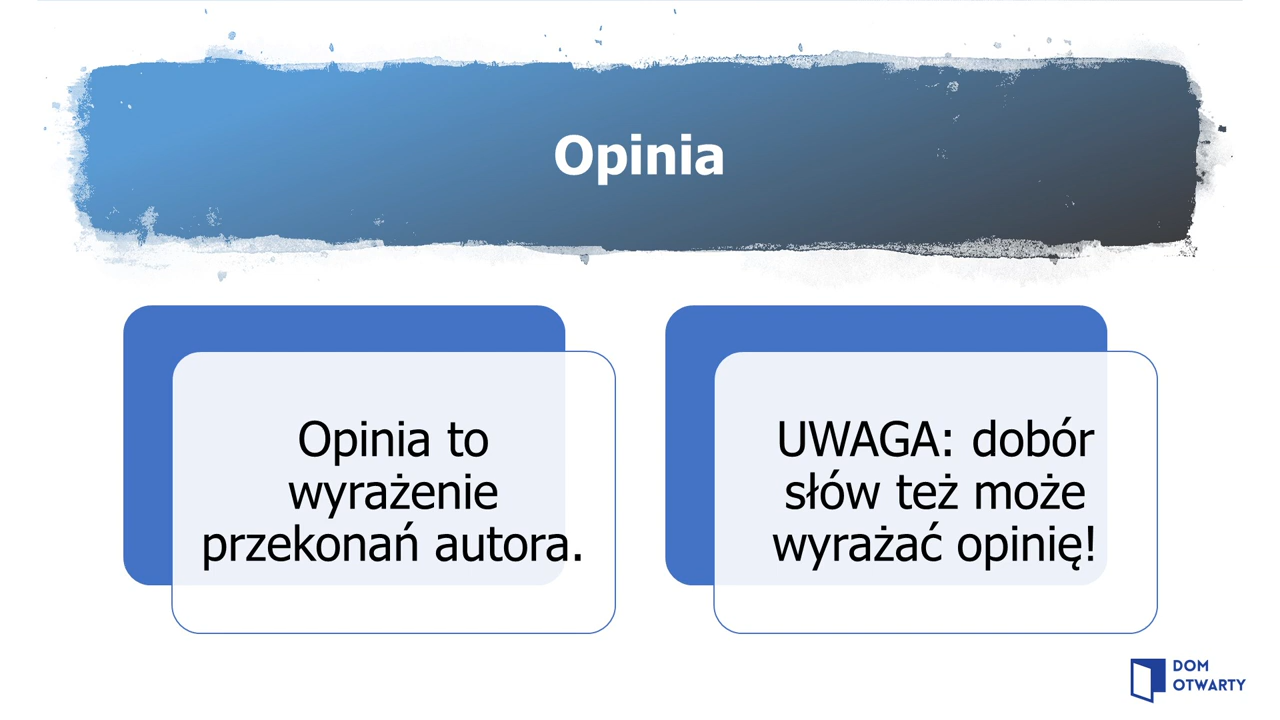 Opinia
Opinia to
wyrażenie
przekonań autora.
UWAGA: dobór
słów też może
wyrażać opinię!
DOM
OTWARTY